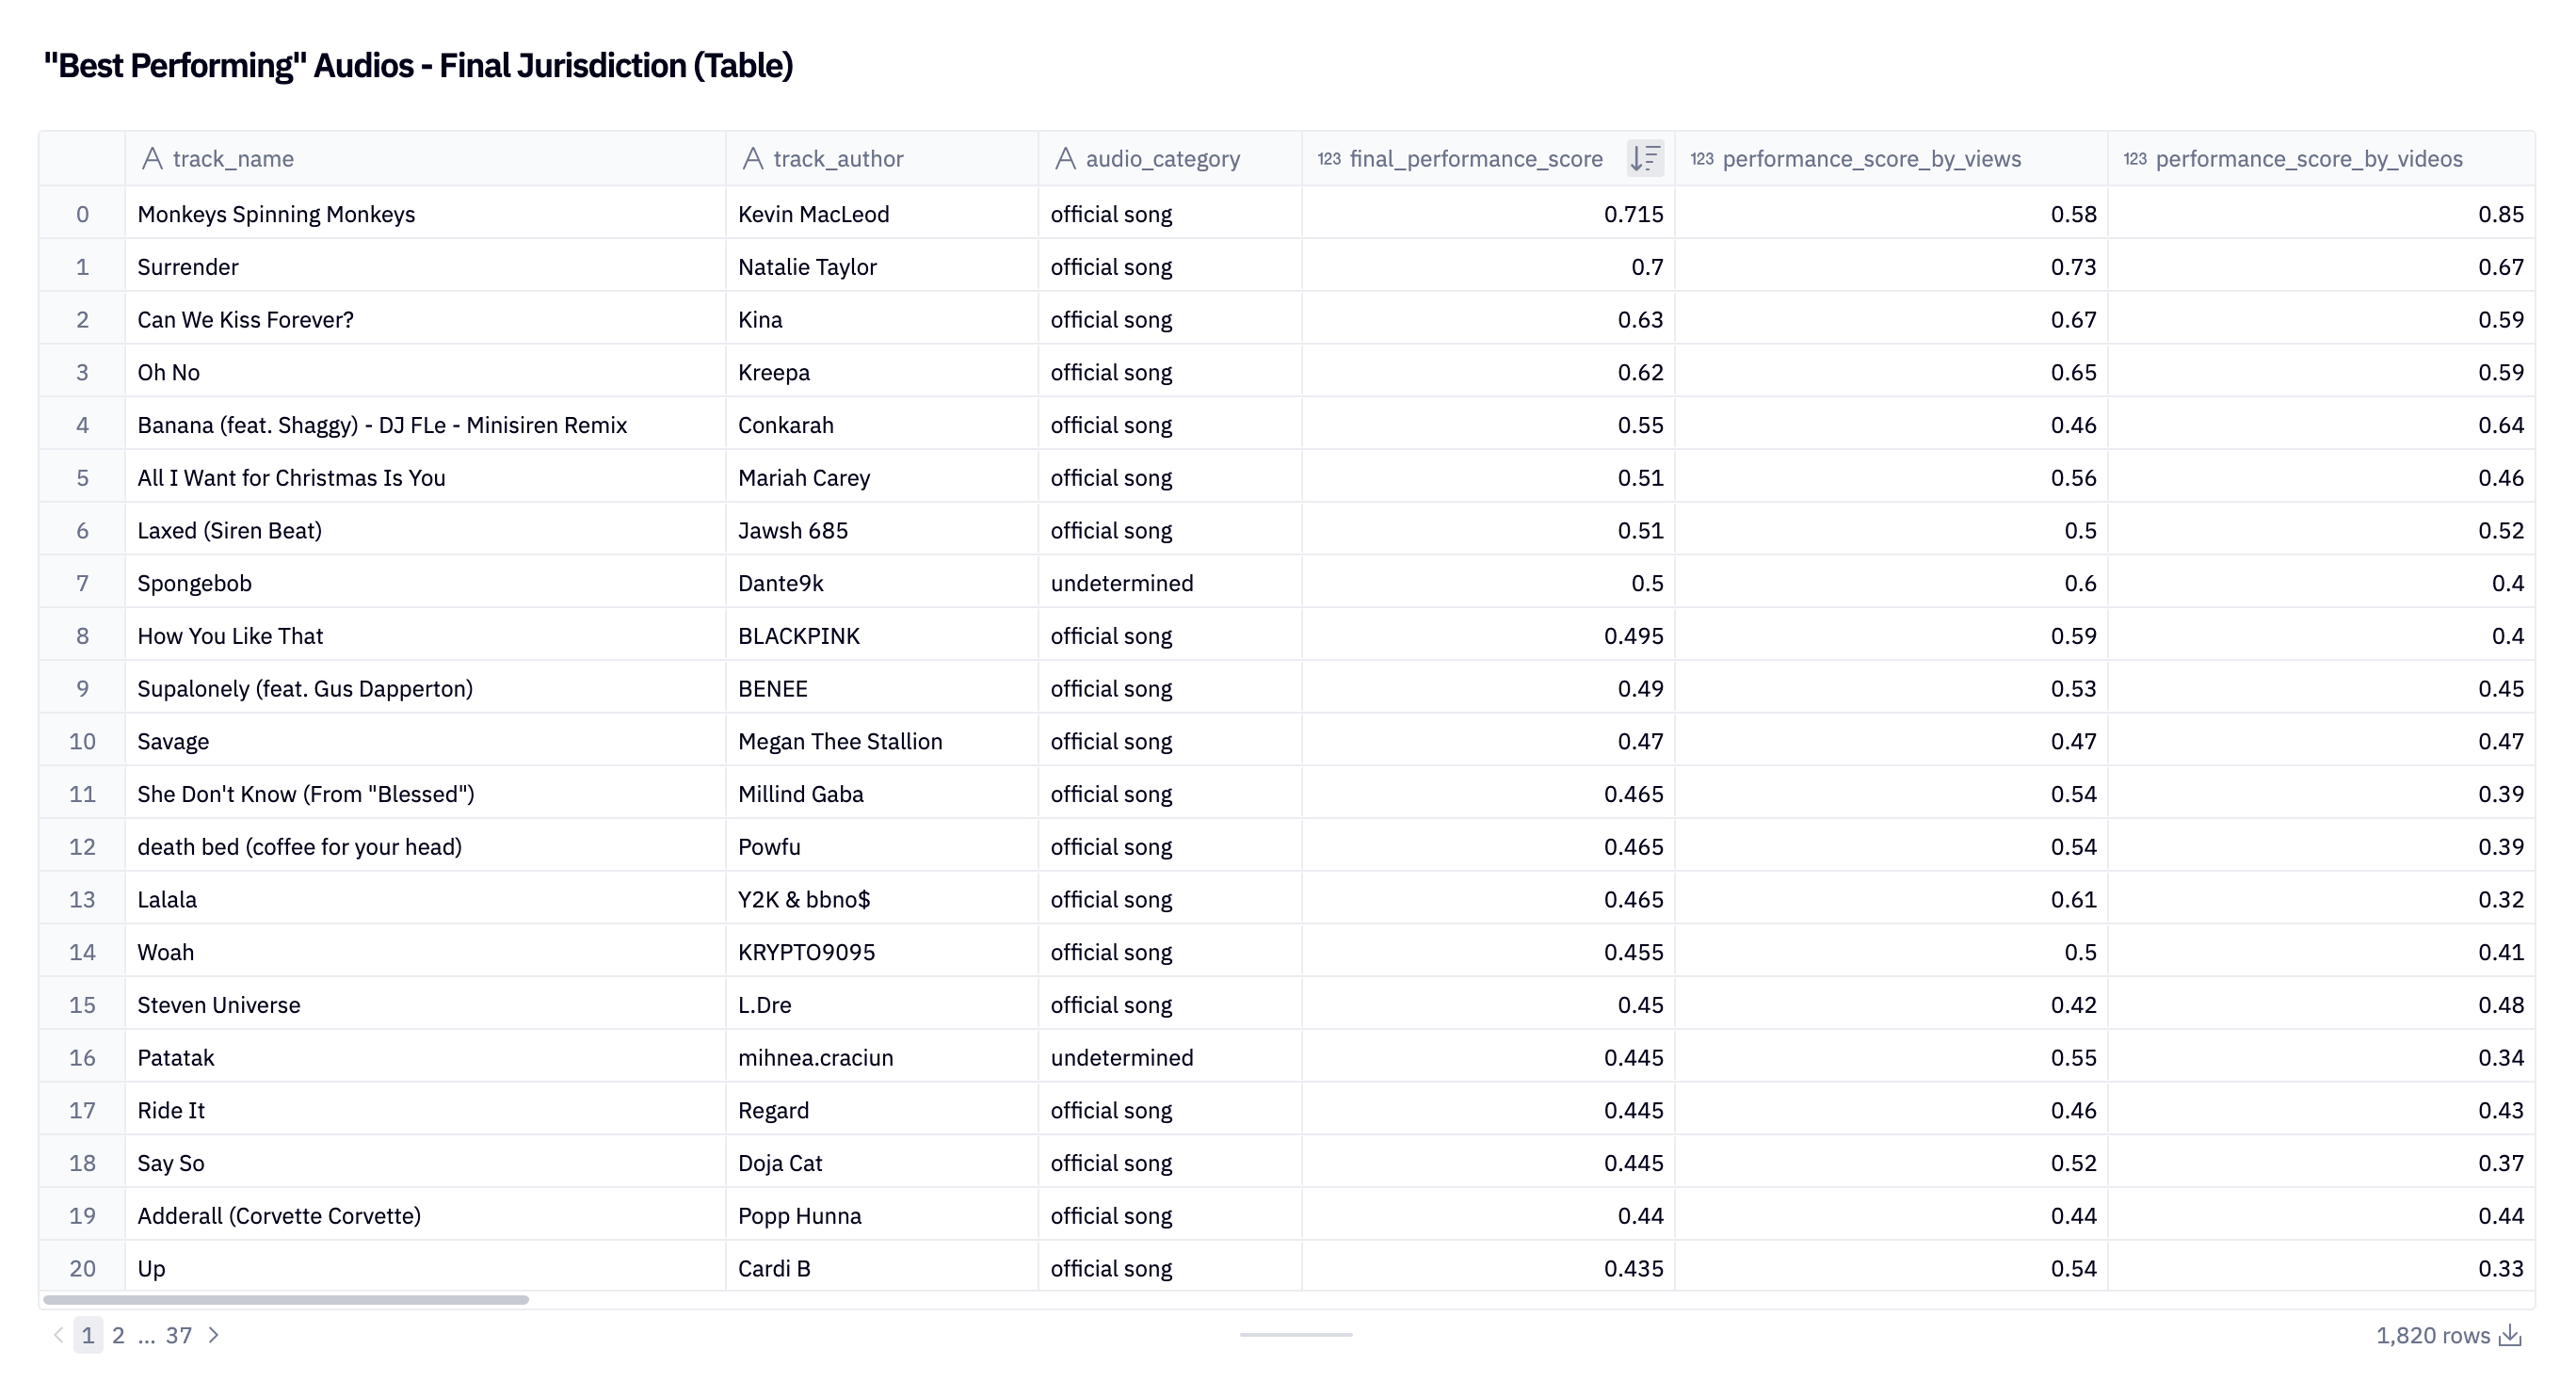 "Best Performing" Audios - Final Jurisdiction (Table)
track_name track_author audio_category 123 final_performance_score 123 performance_score_by_views 123 performance_score_by_videos
0 Monkeys Spinning Monkeys Kevin MacLeod official song 0.715 0.58 0.85
1 Surrender Natalie Taylor official song 0.7 0.73 0.67
2 Can We Kiss Forever? Kina official song 0.63 0.67 0.59
3 Oh No Kreepa official song 0.62 0.65 0.59
4 Banana (feat. Shaggy) - DJ FLe - Minisiren Remix Conkarah official song 0.55 0.46 0.64
5 All I Want for Christmas Is You Mariah Carey official song 0.51 0.56 0.46
6 Laxed (Siren Beat) Jawsh 685 official song 0.51 0.5 0.52
7 Spongebob Dante9k undetermined 0.5 0.6 0.4
8 How You Like That BLACKPINK official song 0.495 0.59 0.4
9 Supalonely (feat. Gus Dapperton) BENEE official song 0.49 0.53 0.45
10 Savage Megan Thee Stallion official song 0.47 0.47 0.47
11 She Don't Know (From "Blessed") Millind Gaba official song 0.465 0.54 0.39
12 death bed (coffee for your head) Powfu official song 0.465 0.54 0.39
13 Lalala Y2K & bbno$ official song 0.465 0.61 0.32
14 Woah KRYPTO9095 official song 0.455 0.5 0.41
15 Steven Universe L.Dre official song 0.45 0.42 0.48
16 Patatak mihnea.craciun undetermined 0.445 0.55 0.34
17 Ride It Regard official song 0.445 0.46 0.43
18 Say So Doja Cat official song 0.445 0.52 0.37
19 Adderall (Corvette Corvette) Popp Hunna official song 0.44 0.44 0.44
20 Up Cardi B official song 0.435 0.54 0.33
1 2 ... 37 1,820 rows